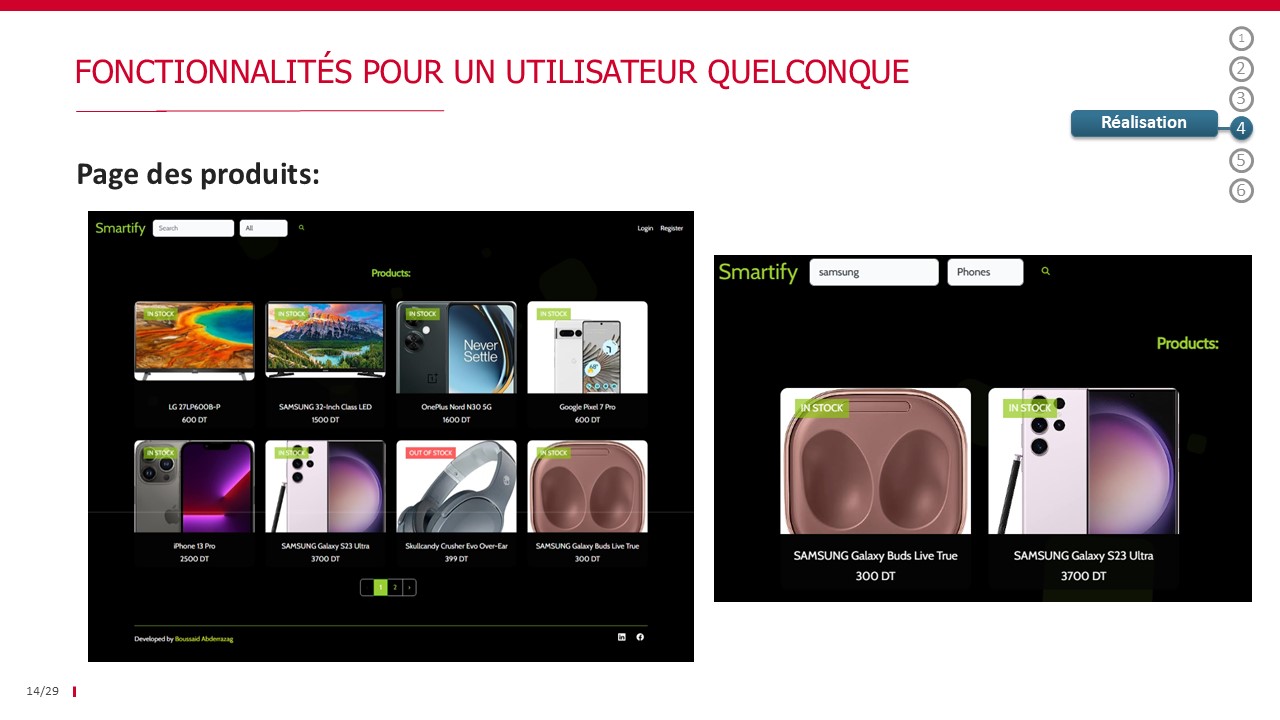 FONCTIONNALITÉS POUR UN UTILISATEUR QUELCONQUE
1
2
3
Réalisation
4
5
6
Page des produits:
Smartify
Search
All
Login
Register
Products:
IN STOCK
IN STOCK
IN STOCK
IN STOCK
Never
Settle
LG 27LP600B-P
SAMSUNG 32-Inch Class LED
OnePlus Nord N30 5G
Google Pixel 7 Pro
600 DT
1500 DT
1600 DT
600 DT
IN STOCK
IN STOCK
OUT OF STOCK
IN STOCK
iPhone 13 Pro
SAMSUNG Galaxy S23 Ultra
Skullcandy Crusher Evo Over-Ear
SAMSUNG Galaxy Buds Live True
2500 DT
3700 DT
399 DT
300 DT
1
2
›
Developed by Boussaid Abderrazag
Smartify
samsung
Phones
Products:
IN STOCK
IN STOCK
SAMSUNG Galaxy Buds Live True
SAMSUNG Galaxy S23 Ultra
300 DT
3700 DT
14/29